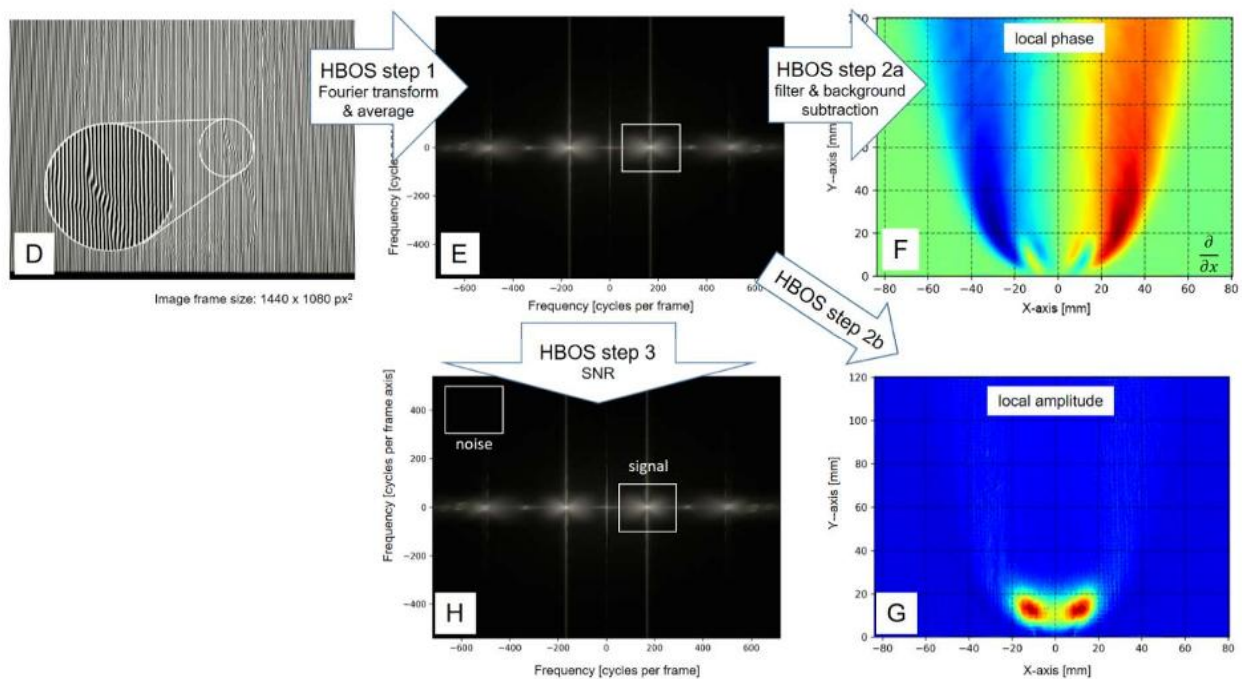 D
Image frame size: 1440 x 1080 px²
HBOS step 1
Fourier transform
& average
Frequency [cycles
0
−200
−400
−600
−400
−200
0
200
400
600
Frequency [cycles per frame]
E
HBOS step 2a
filter & background
subtraction
local phase
Y--axis [mm]
60
40
20
0
−80
−60
−40
−20
0
20
40
60
80
X-axis [mm]
F
∂
∂x
HBOS step 2b
HBOS step 3
SNR
noise
signal
Frequency [cycles per frame axis]
400
200
0
−200
−400
−600
−400
−200
0
200
400
600
Frequency [cycles per frame]
H
local amplitude
Y--axis [mm]
120
100
80
60
40
20
0
−80
−60
−40
−20
0
20
40
60
80
X-axis [mm]
G